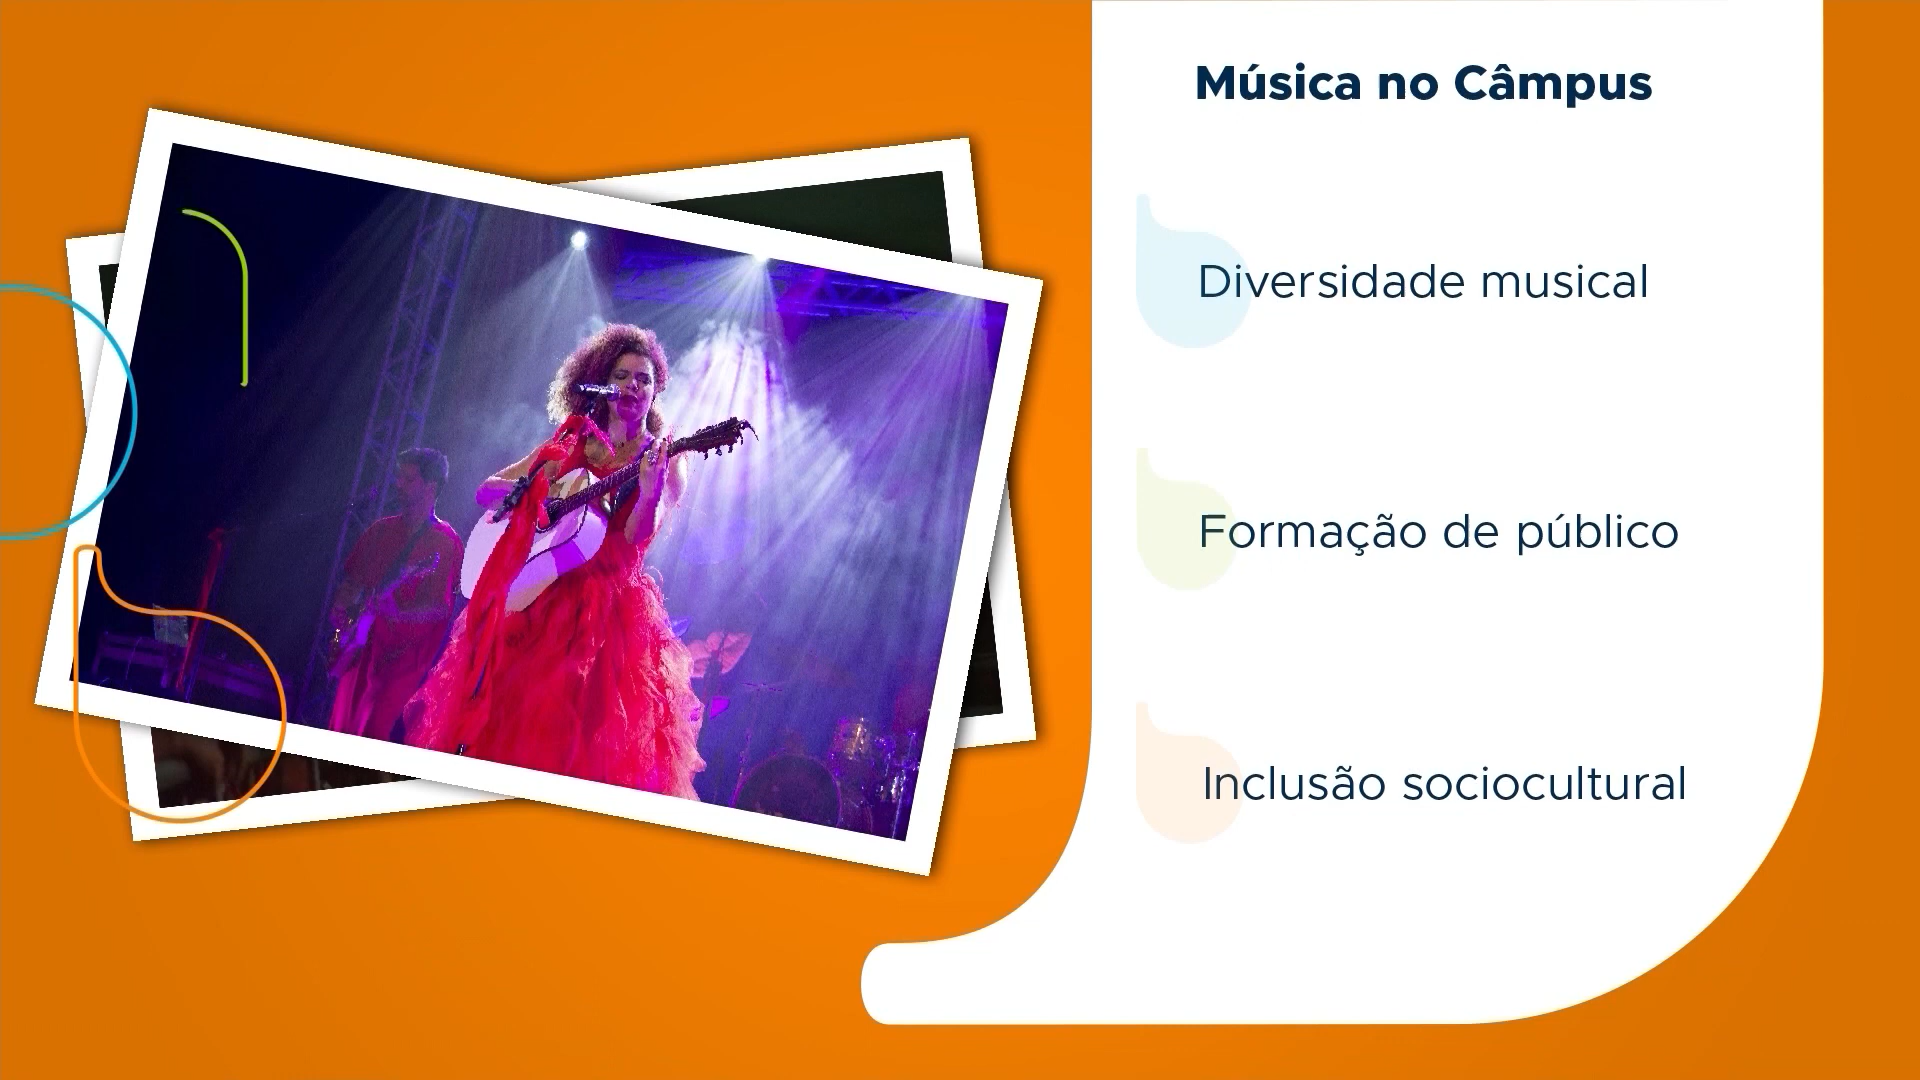 Música no Câmpus
Diversidade musical
Formação de público
Inclusão sociocultural